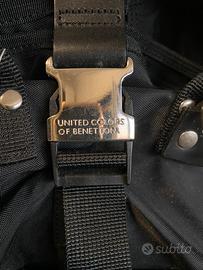 UNITED COLORS
OF BENETTON.
subito